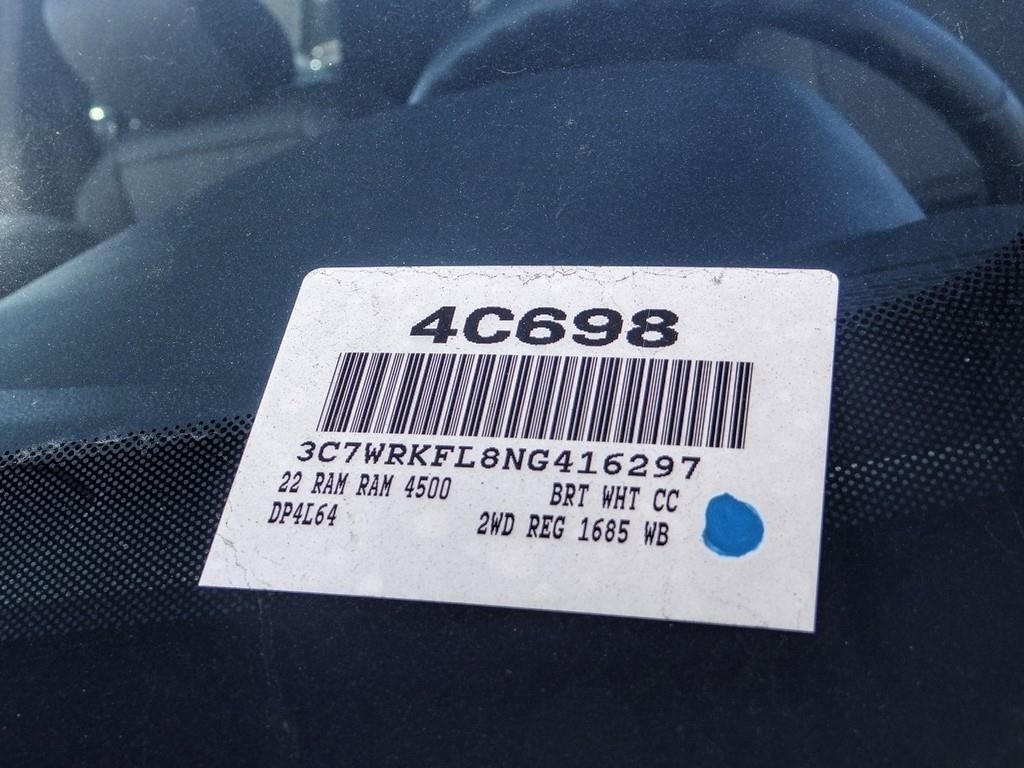 4C698
3C7WRKFL8NG416297
22 RAM RAM 4500 BRT WHT CC
DP4L64 2WD REG 1685 WB